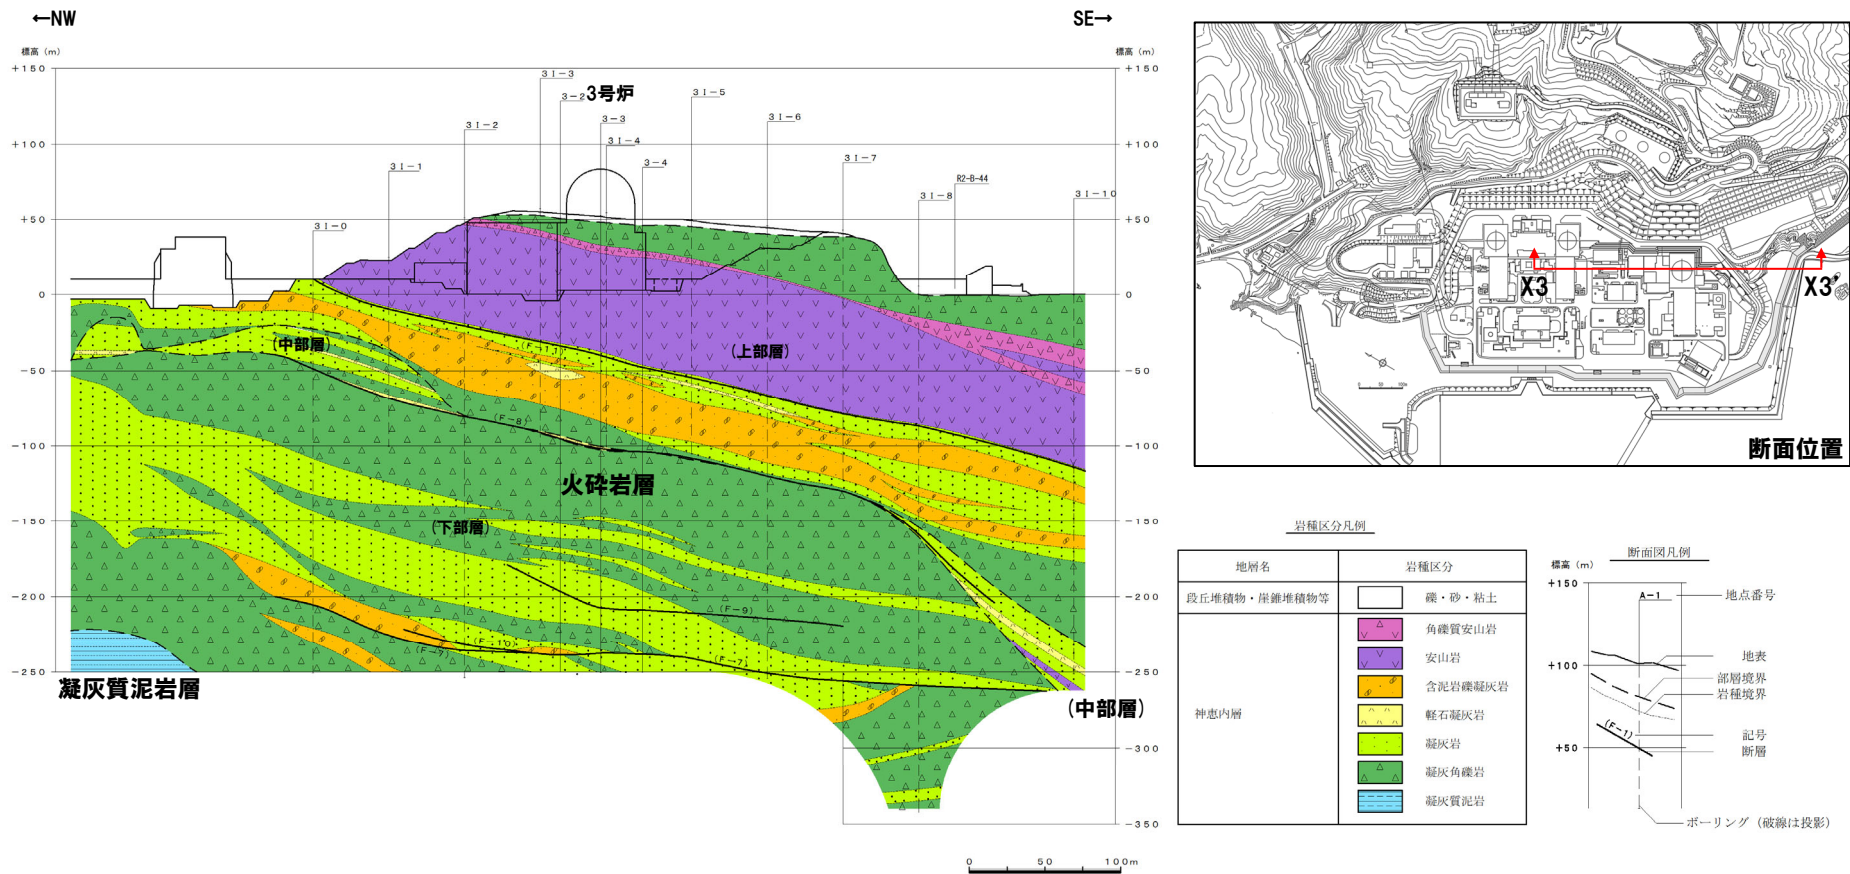 ←NW
SE→
標高（m）
標高（m）
+150
+100
+50
0
−50
−100
−150
−200
−250
+150
+100
+50
0
−50
−100
−150
−200
−250
−300
−350
3I−3
3−2
3号炉
3I−5
3I−2
3−3
3I−6
3I−4
3I−1
3−4
3I−7
R2-B-44
3I−8
3I−10
3I−0
(中部層)
(F−11)
(上部層)
(F−8)
火砕岩層
(下部層)
(F−9)
(F−10)
(F−7)
(F−7)
凝灰質泥岩層
(中部層)
0 50 100m
X3
X3'
0 50 100m
断面位置
岩種区分凡例
地層名 岩種区分
段丘堆積物・崖錐堆積物等 礫・砂・粘土
神恵内層
角礫質安山岩
安山岩
含泥岩礫凝灰岩
軽石凝灰岩
凝灰岩
凝灰角礫岩
凝灰質泥岩
断面図凡例
標高（m）
+150
A−1
地点番号
+100
地表
部層境界
岩種境界
(F−1)
記号
+50
断層
ボーリング（破線は投影）